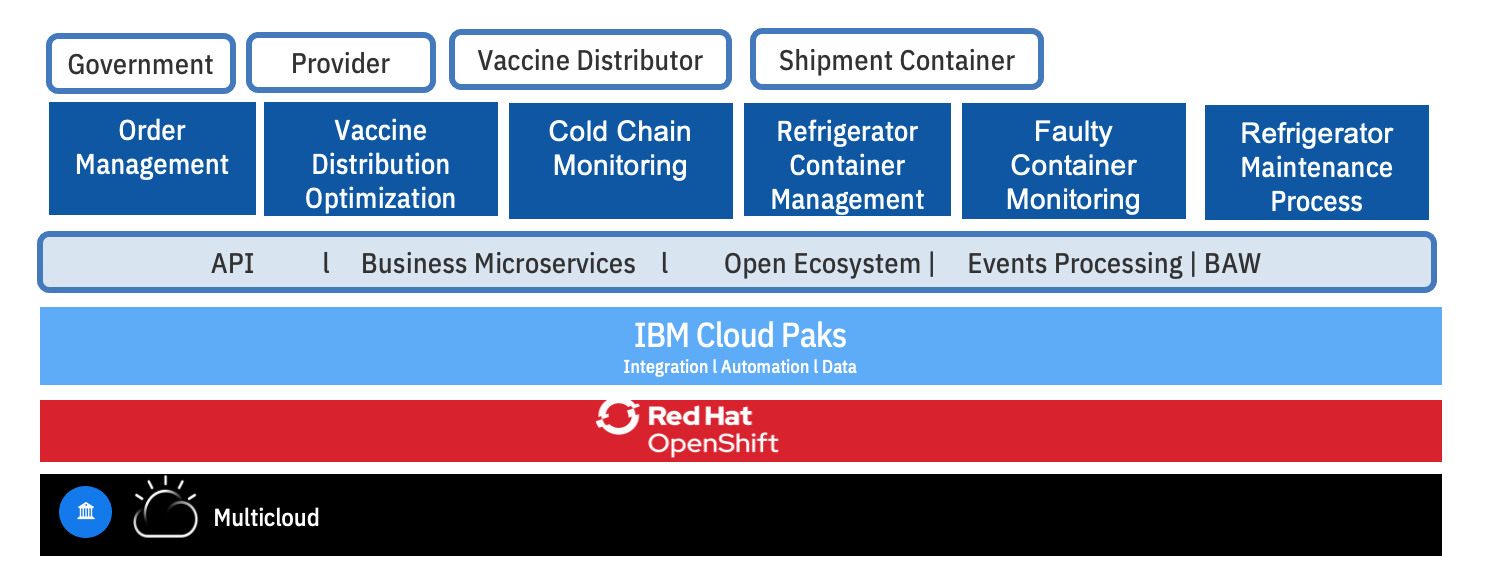 Government
Provider
Vaccine Distributor
Shipment Container
Order
Management
Vaccine
Distribution
Optimization
Cold Chain
Monitoring
Refrigerator
Container
Management
Faulty
Container
Monitoring
Refrigerator
Maintenance
Process
API l Business Microservices l Open Ecosystem | Events Processing | BAW
IBM Cloud Paks
Integration l Automation l Data
Red Hat
OpenShift
Multicloud